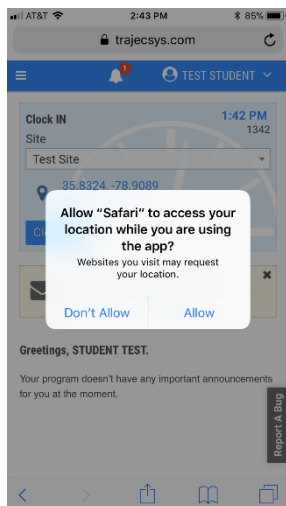 AT&T 2:43 PM 85%
trajecsys.com
1 TEST STUDENT
Clock IN 1:42 PM
Site 1342
Test Site
35.8324, -78.9089
Allow “Safari” to access your
location while you are using
the app?
Websites you visit may request
your location.
Don’t Allow Allow
Greetings, STUDENT TEST.
Your program doesn't have any important announcements
for you at the moment.
Report A Bug